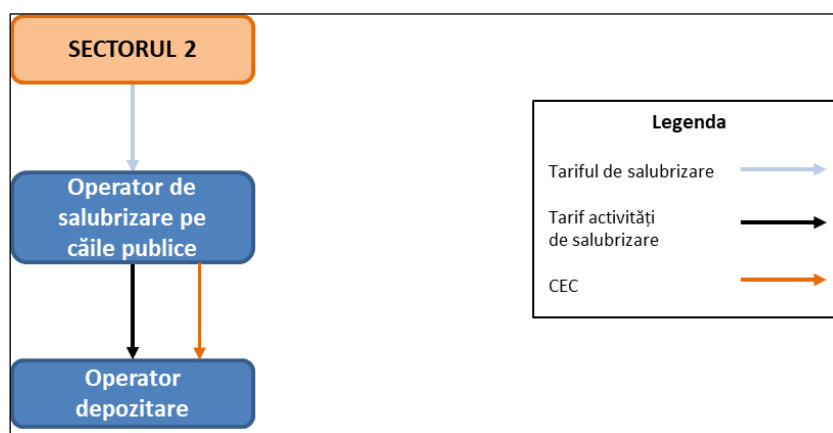 SECTORUL 2
Operator de
salubrizare pe
căile publice
Operator
depozitare
Legenda
Tariful de salubrizare
Tarif activități
de salubrizare
CEC